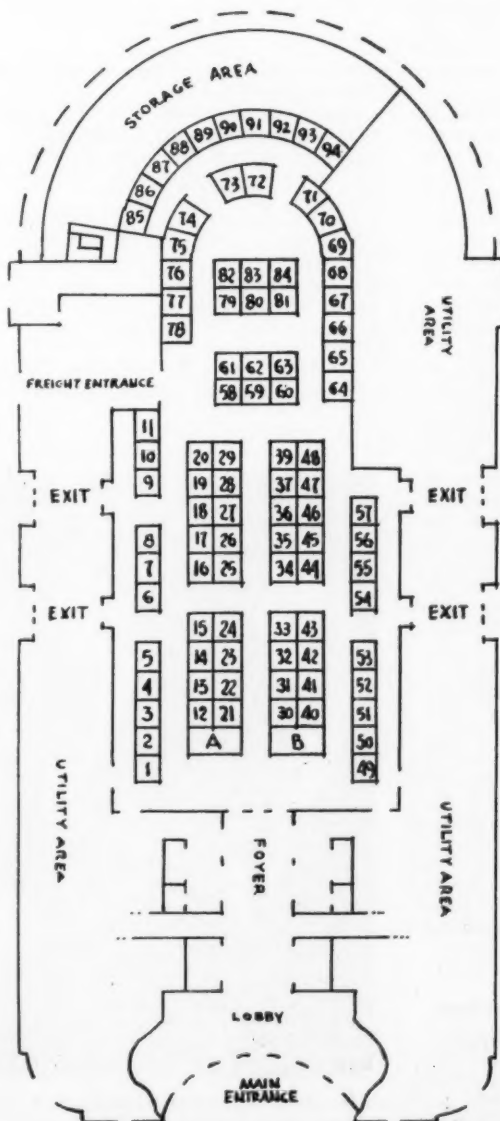 STORAGE AREA
85 86 87 88 89 90 91 92 93 94
73 72
74
71
75
70
69
76
82 83 84
68
77
79 80 81
67
78
66
UTILITY AREA
61 62 63
65
FREIGHT ENTRANCE
58 59 60
64
11
10
20 29
39 48
9
19 28
37 47
EXIT
EXIT
18 27
36 46
57
8
17 26
35 45
56
7
16 25
34 44
55
6
54
EXIT
EXIT
15 24
33 43
5
14 23
32 42
53
4
13 22
31 41
52
3
12 21
30 40
51
2
A
B
50
1
49
UTILITY AREA
FOYER
UTILITY AREA
LOBBY
MAIN
ENTRANCE